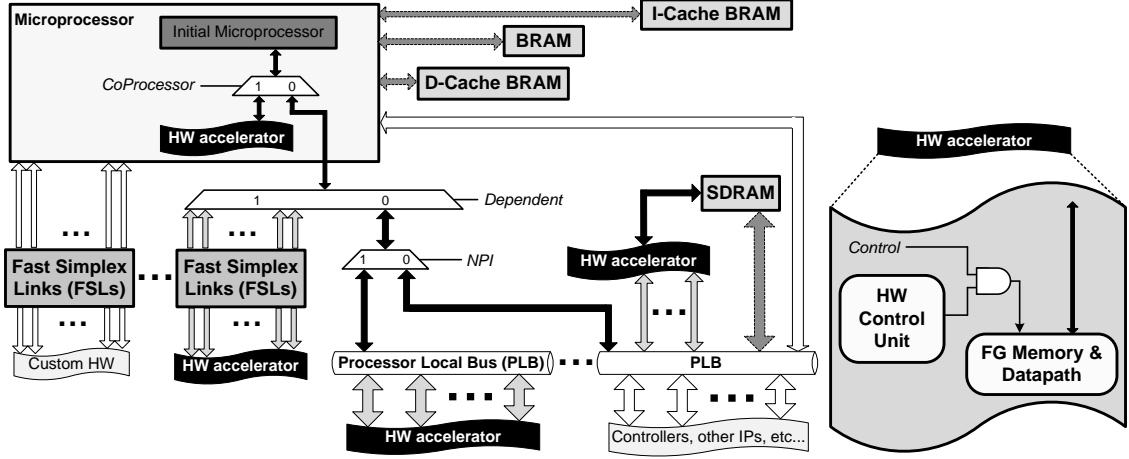 Microprocessor
Initial Microprocessor
CoProcessor
1 0
HW accelerator
I-Cache BRAM
BRAM
D-Cache BRAM
HW accelerator
SDRAM
1 0
Dependent
HW accelerator
Control
HW
Control
Unit
FG Memory &
Datapath
...
Fast Simplex
Links (FSLs)
...
Custom HW
...
...
Fast Simplex
Links (FSLs)
...
HW accelerator
1 0
NPI
...
Processor Local Bus (PLB)
...
PLB
...
HW accelerator
...
Controllers, other IPs, etc...